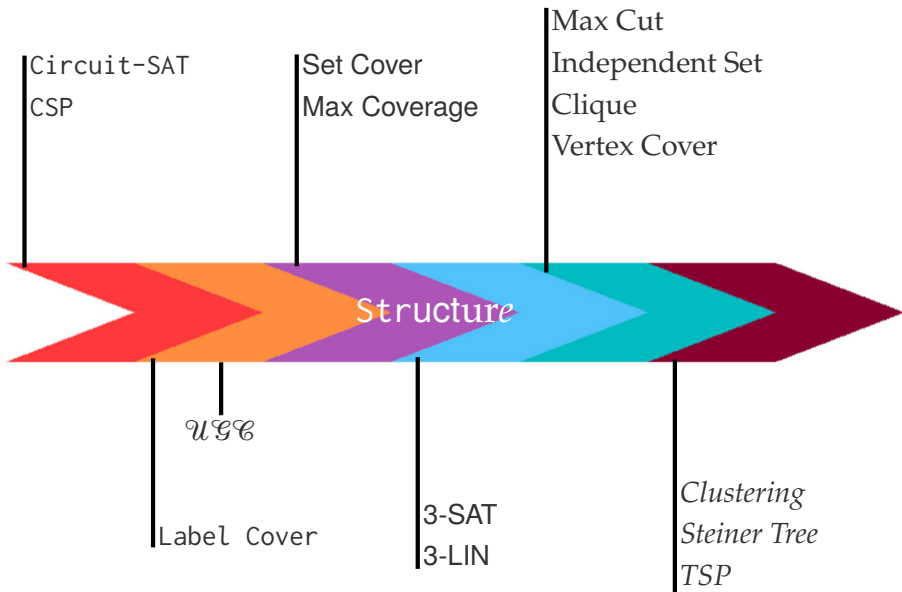 Circuit-SAT
CSP
Set Cover
Max Coverage
Max Cut
Independent Set
Clique
Vertex Cover
Structure
𝒰𝒢𝒞
Label Cover
3-SAT
3-LIN
Clustering
Steiner Tree
TSP